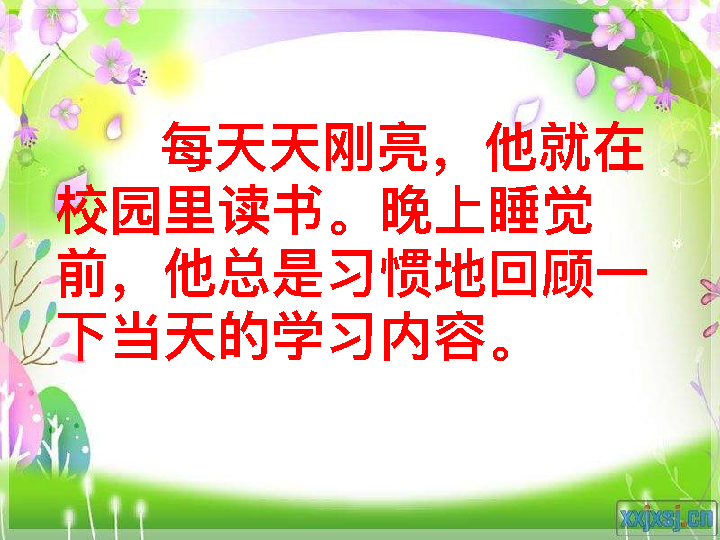 每天天刚亮，他就在
校园里读书。晚上睡觉
前，他总是习惯地回顾一
下当天的学习内容。
xxjxsj.cn